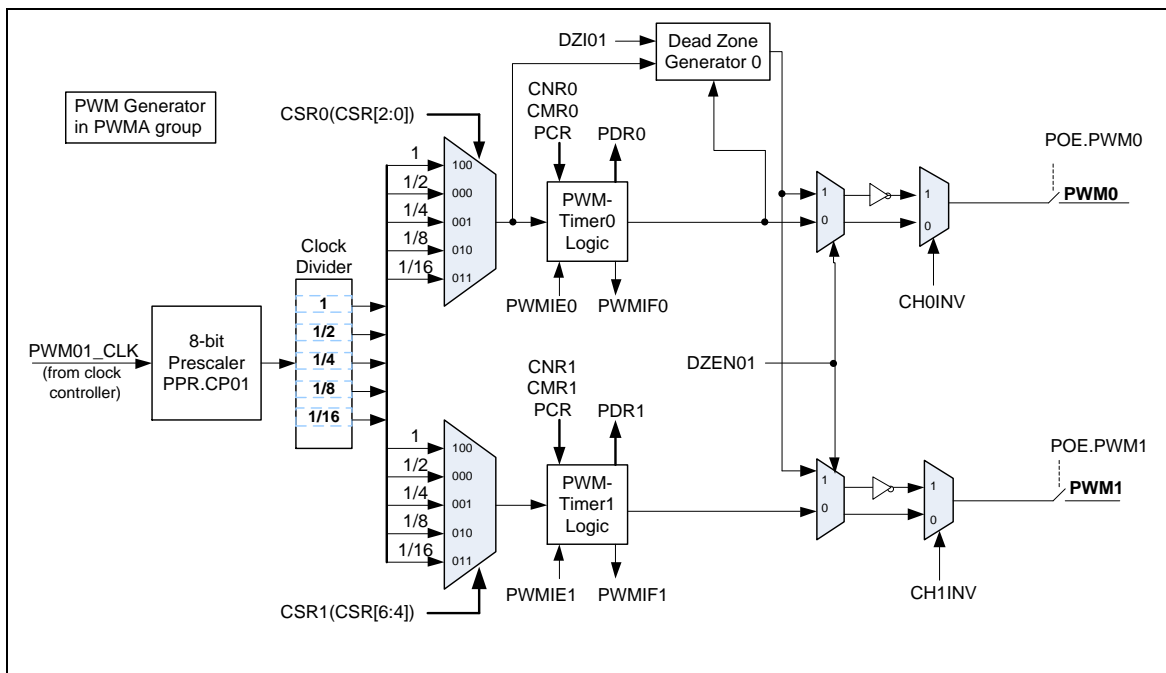 DZI01
Dead Zone
Generator 0
PWM Generator
in PWMA group
CSR0(CSR[2:0])
CNR0
CMR0
PCR
PDR0
POE.PWM0
PWM0
1
1/2
1/4
1/8
1/16
100
000
001
010
011
PWM-
Timer0
Logic
1
0
1
0
PWMIE0
PWMIF0
CH0INV
Clock
Divider
1
1/2
1/4
1/8
1/16
PWM01_CLK
(from clock
controller)
8-bit
Prescaler
PPR.CP01
DZEN01
CNR1
CMR1
PCR
PDR1
POE.PWM1
PWM1
1
1/2
1/4
1/8
1/16
100
000
001
010
011
PWM-
Timer1
Logic
1
0
1
0
PWMIE1
PWMIF1
CH1INV
CSR1(CSR[6:4])